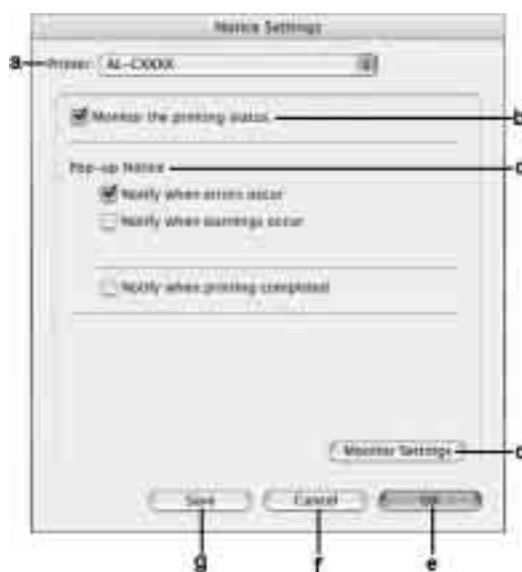 Notice Settings
a Printer: AL-CXXXX
Monitor the printing status b
Pop-up Notice
Notify when errors occur
Notify when warnings occur
Notify when printing completed
Monitor Settings d
Save Cancel OK
g f e